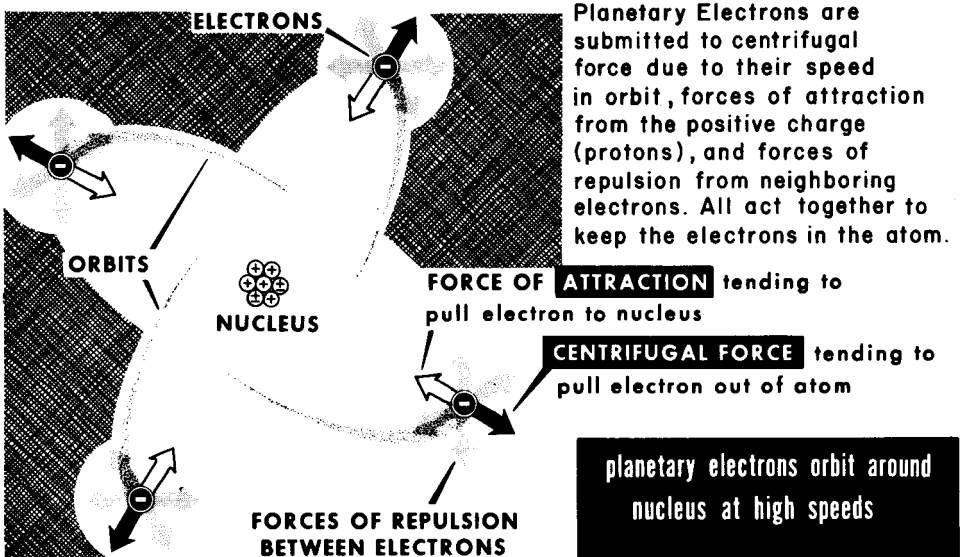 ELECTRONS
Planetary Electrons are
submitted to centrifugal
force due to their speed
in orbit, forces of attraction
from the positive charge
(protons), and forces of
repulsion from neighboring
electrons. All act together to
keep the electrons in the atom.
ORBITS
NUCLEUS
FORCE OF ATTRACTION tending to
pull electron to nucleus
CENTRIFUGAL FORCE tending to
pull electron out of atom
FORCES OF REPULSION
BETWEEN ELECTRONS
planetary electrons orbit around
nucleus at high speeds